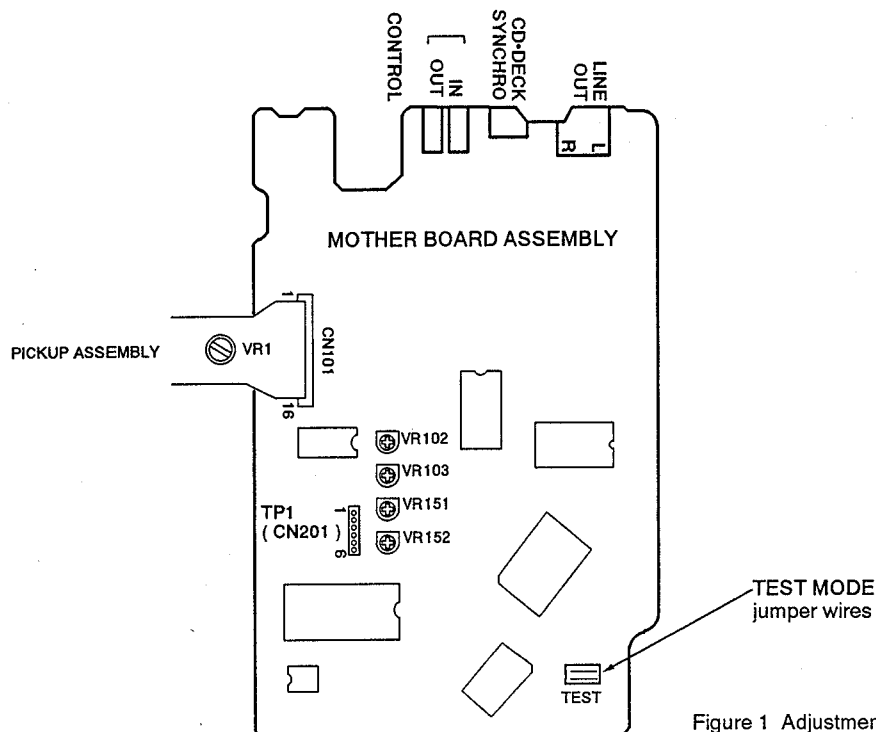 CONTROL
OUT
IN
CD•DECK
SYNCHRO
LINE
OUT
R
L
MOTHER BOARD ASSEMBLY
1
PICKUP ASSEMBLY
VR1
CN101
16
VR102
VR103
TP1
( CN201 )
1
6
VR151
VR152
TEST MODE
jumper wires
TEST
Figure 1 Adjustmen